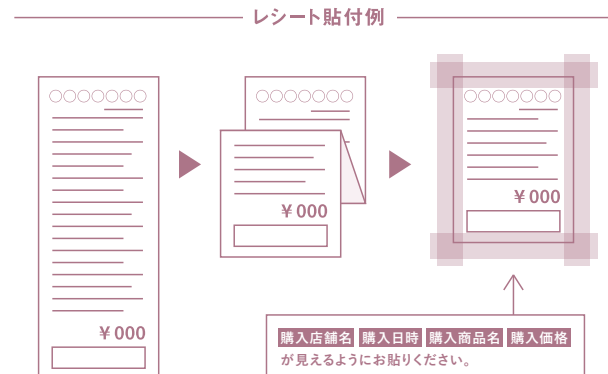 レシート貼付例
¥000
¥000
¥000
購入店舗名 購入日時 購入商品名 購入価格
が見えるようにお貼りください。